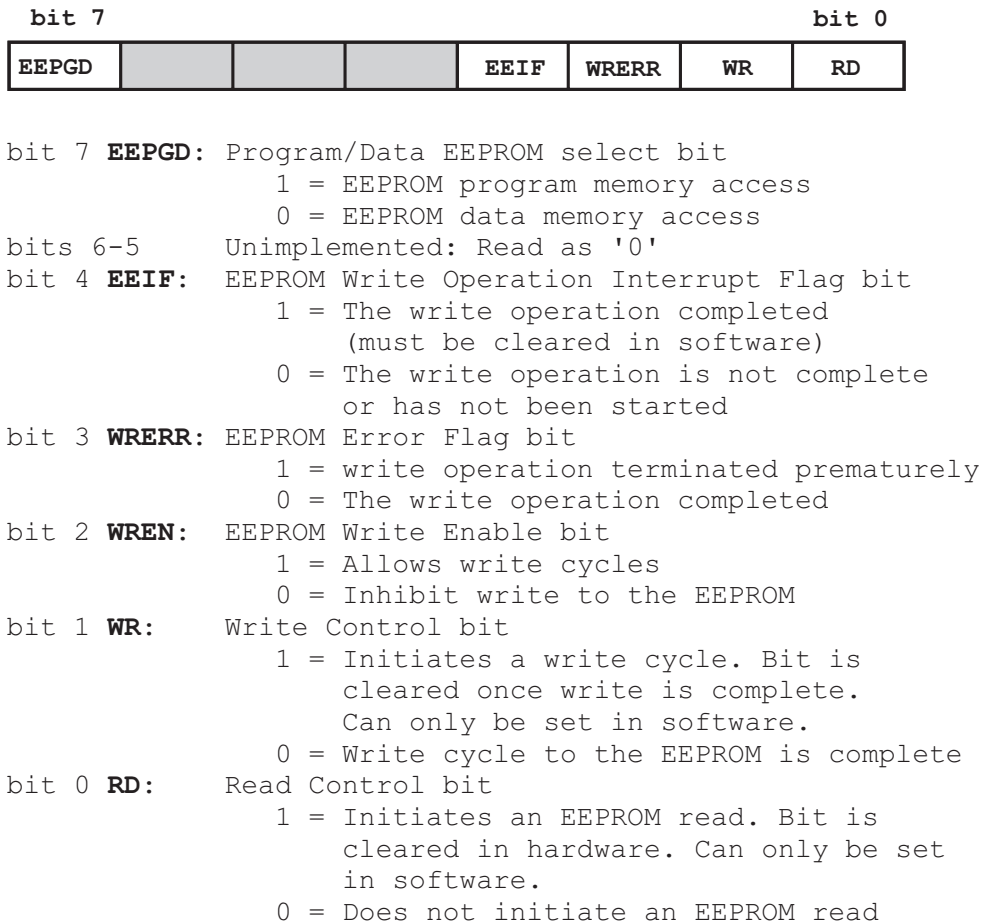 bit 7 bit 0
EEPGD EEIF WRERR WR RD
bit 7 EEPGD: Program/Data EEPROM select bit
1 = EEPROM program memory access
0 = EEPROM data memory access
bits 6-5 Unimplemented: Read as '0'
bit 4 EEIF: EEPROM Write Operation Interrupt Flag bit
1 = The write operation completed
(must be cleared in software)
0 = The write operation is not complete
or has not been started
bit 3 WRERR: EEPROM Error Flag bit
1 = write operation terminated prematurely
0 = The write operation completed
bit 2 WREN: EEPROM Write Enable bit
1 = Allows write cycles
0 = Inhibit write to the EEPROM
bit 1 WR: Write Control bit
1 = Initiates a write cycle. Bit is
cleared once write is complete.
Can only be set in software.
0 = Write cycle to the EEPROM is complete
bit 0 RD: Read Control bit
1 = Initiates an EEPROM read. Bit is
cleared in hardware. Can only be set
in software.
0 = Does not initiate an EEPROM read